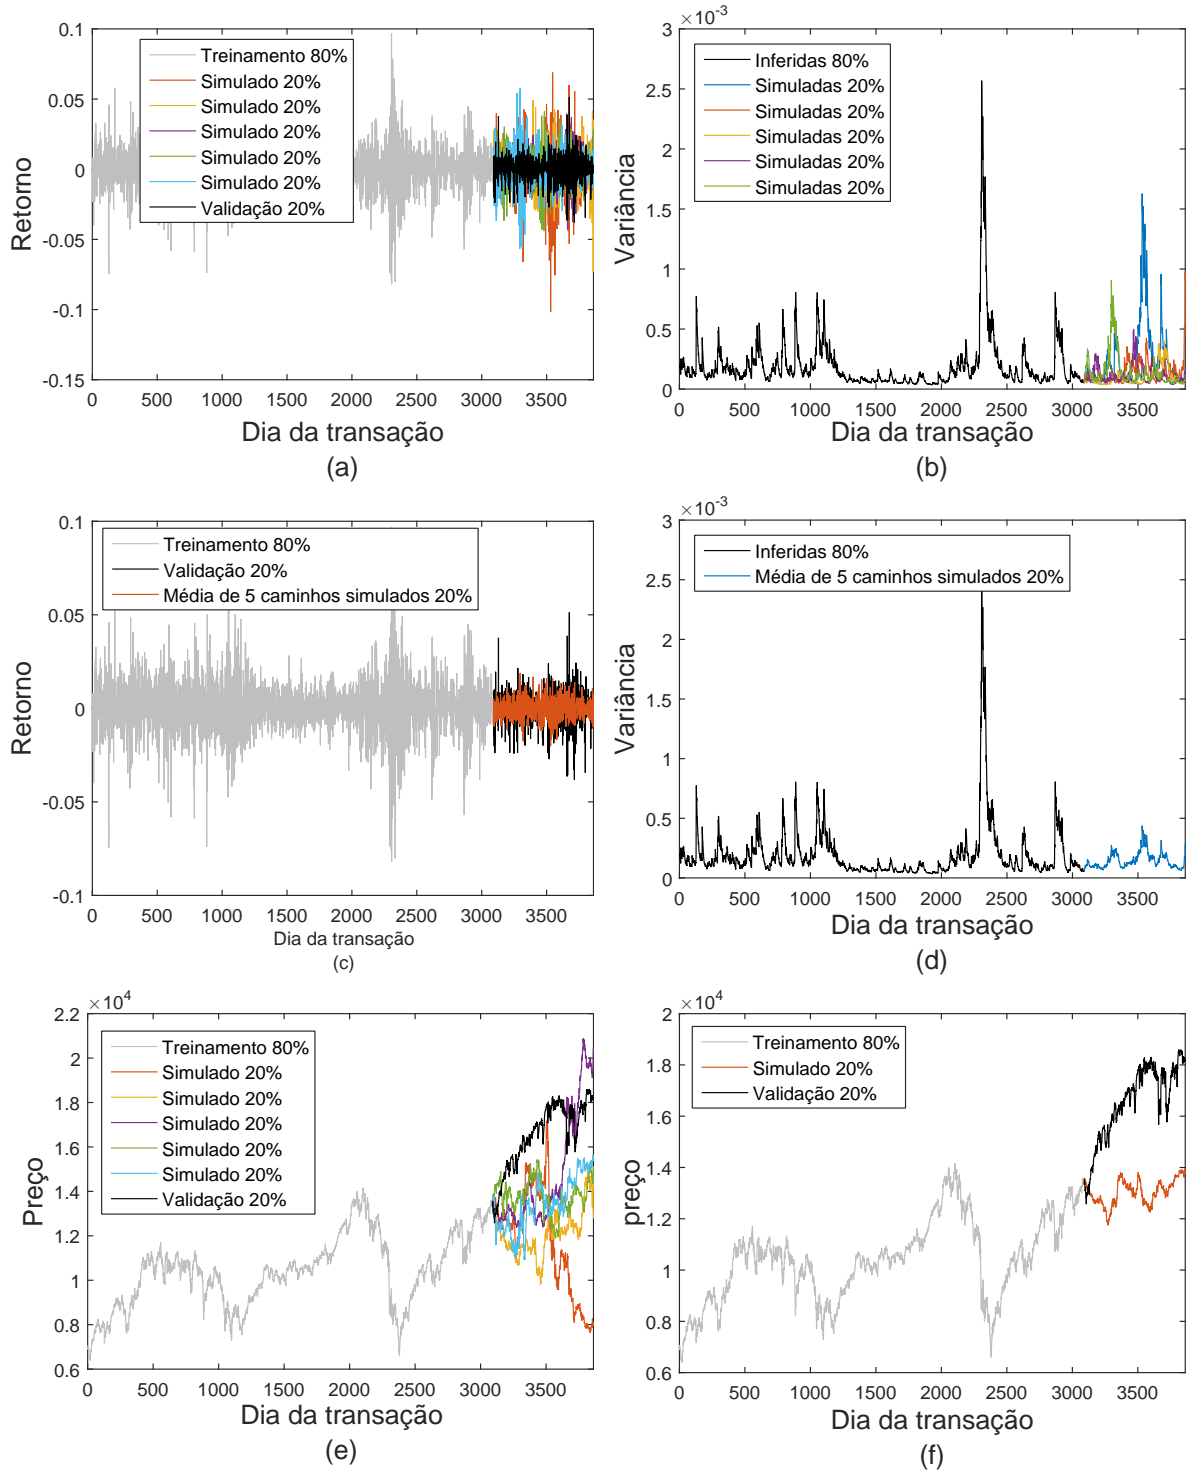 0.1
0.05
0
-0.05
-0.1
-0.15
Retorno
Treinamento 80%
Simulado 20%
Simulado 20%
Simulado 20%
Simulado 20%
Simulado 20%
Validação 20%
0 500 1000 1500 2000 2500 3000 3500
Dia da transação
(a)
×10-3
3
2.5
2
1.5
1
0.5
0
Variância
Inferidas 80%
Simuladas 20%
Simuladas 20%
Simuladas 20%
Simuladas 20%
Simuladas 20%
0 500 1000 1500 2000 2500 3000 3500
Dia da transação
(b)
0.1
0.05
0
-0.05
-0.1
Retorno
Treinamento 80%
Validação 20%
Média de 5 caminhos simulados 20%
0 500 1000 1500 2000 2500 3000 3500
Dia da transação
(c)
×10-3
3
2.5
2
1.5
1
0.5
0
Variância
Inferidas 80%
Média de 5 caminhos simulados 20%
0 500 1000 1500 2000 2500 3000 3500
Dia da transação
(d)
×104
2.2
2
1.8
1.6
1.4
1.2
1
0.8
0.6
Preço
Treinamento 80%
Simulado 20%
Simulado 20%
Simulado 20%
Simulado 20%
Simulado 20%
Validação 20%
0 500 1000 1500 2000 2500 3000 3500
Dia da transação
(e)
×104
2
1.8
1.6
1.4
1.2
1
0.8
0.6
preço
Treinamento 80%
Simulado 20%
Validação 20%
0 500 1000 1500 2000 2500 3000 3500
Dia da transação
(f)